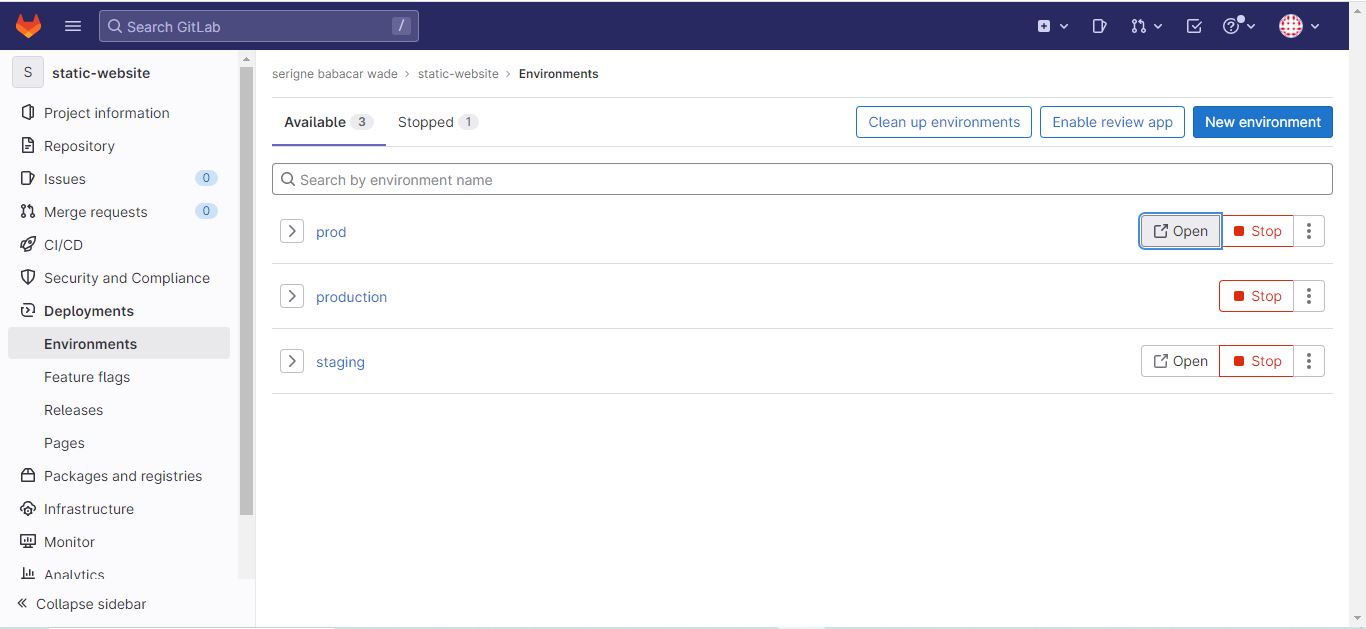 Search GitLab /
S static-website
Project information
Repository
Issues 0
Merge requests 0
CI/CD
Security and Compliance
Deployments
Environments
Feature flags
Releases
Pages
Packages and registries
Infrastructure
Monitor
Analytics
Collapse sidebar
serigne babacar wade › static-website › Environments
Available 3 Stopped 1 Clean up environments Enable review app New environment
Search by environment name
prod Open Stop
production Stop
staging Open Stop